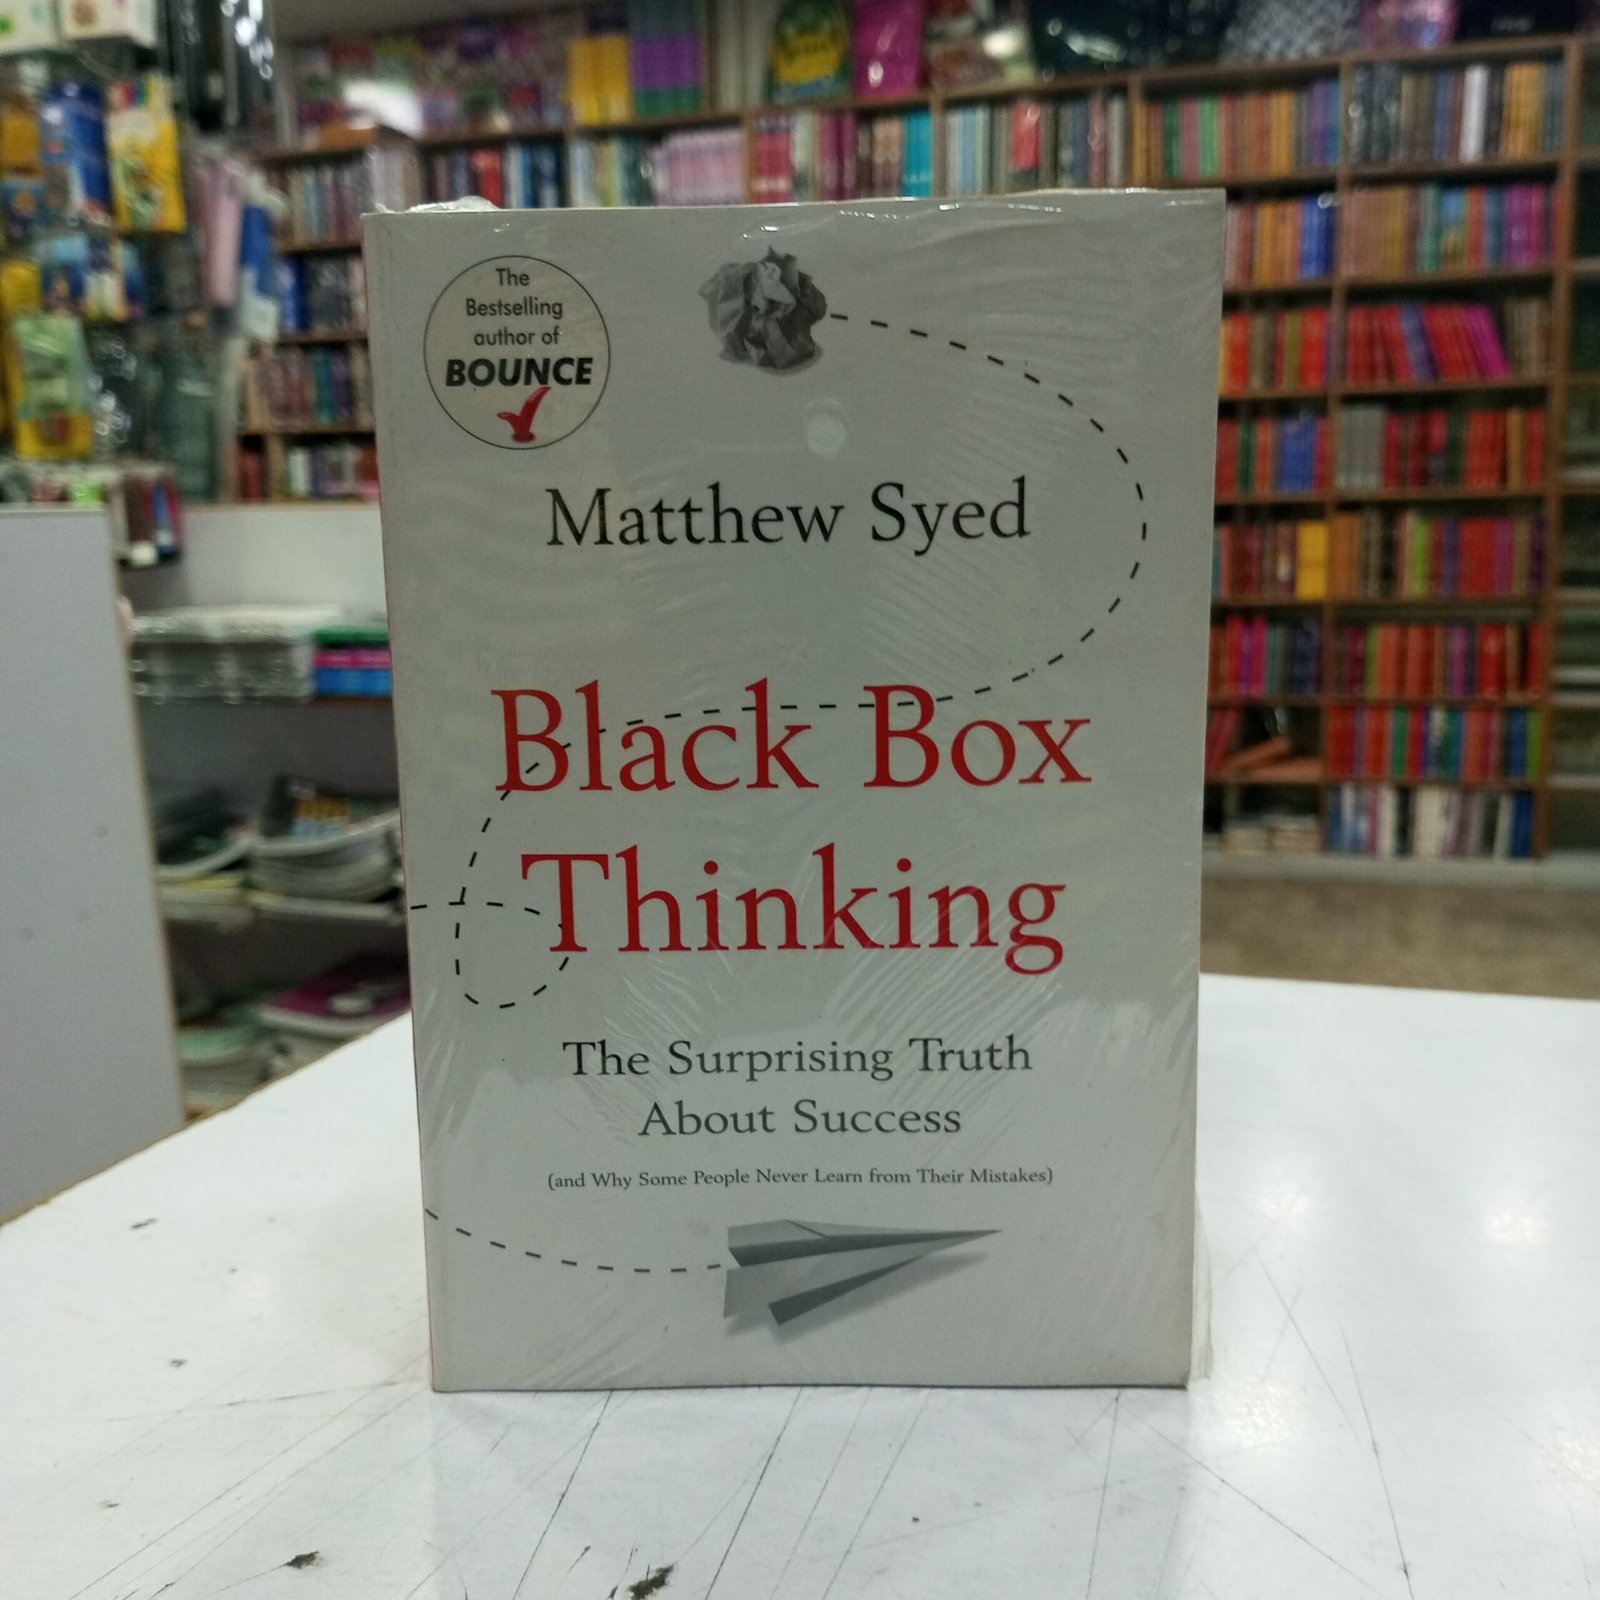 The
Bestselling
author of
BOUNCE
Matthew Syed
Black Box
Thinking
The Surprising Truth
About Success
(and Why Some People Never Learn from Their Mistakes)